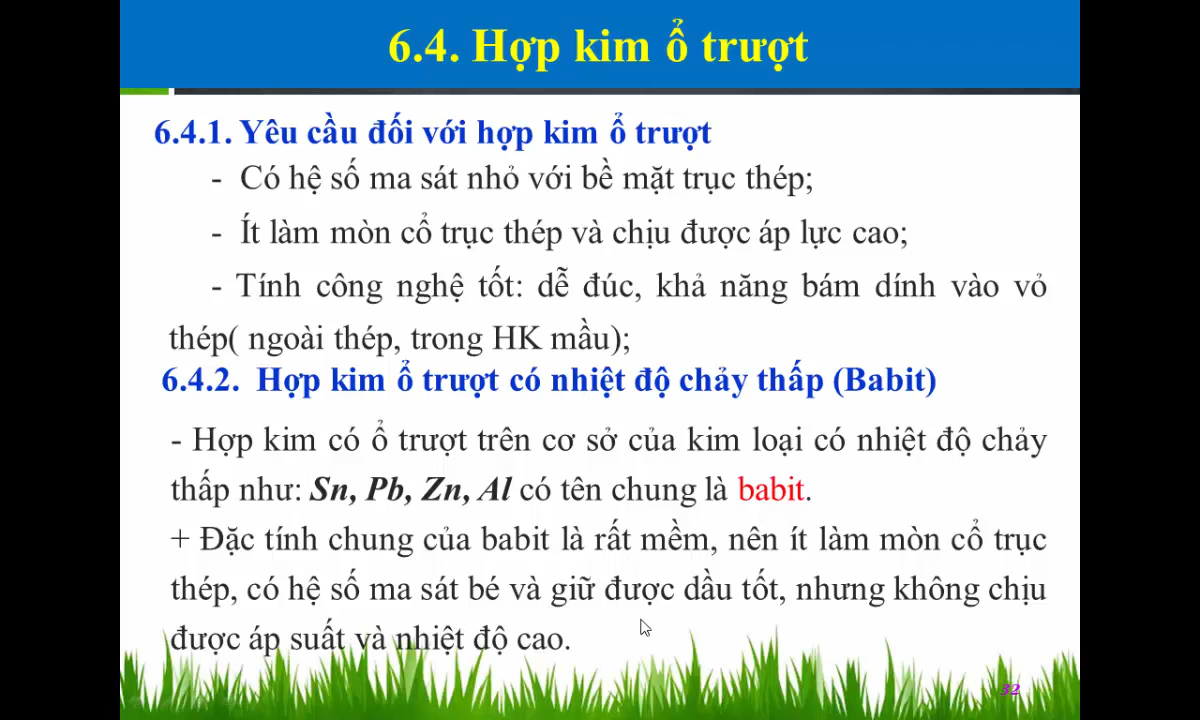 6.4. Hợp kim ổ trượt
6.4.1. Yêu cầu đối với hợp kim ổ trượt
- Có hệ số ma sát nhỏ với bề mặt trục thép;
- Ít làm mòn cổ trục thép và chịu được áp lực cao;
- Tính công nghệ tốt: dễ đúc, khả năng bám dính vào vỏ
thép( ngoài thép, trong HK mầu);
6.4.2. Hợp kim ổ trượt có nhiệt độ chảy thấp (Babit)
- Hợp kim có ổ trượt trên cơ sở của kim loại có nhiệt độ chảy
thấp như: Sn, Pb, Zn, Al có tên chung là babit.
+ Đặc tính chung của babit là rất mềm, nên ít làm mòn cổ trục
thép, có hệ số ma sát bé và giữ được dầu tốt, nhưng không chịu
được áp suất và nhiệt độ cao.
32